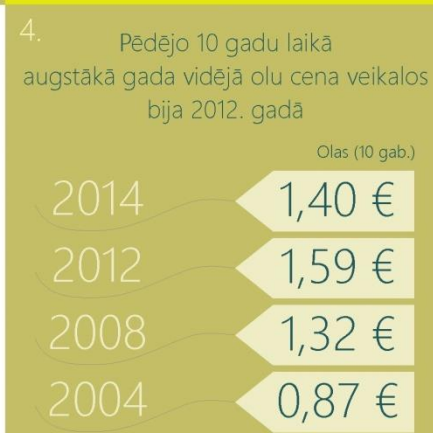 4.
Pēdējo 10 gadu laikā
augstākā gada vidējā olu cena veikalos
bija 2012. gadā
Olas (10 gab.)
2014 1,40 €
2012 1,59 €
2008 1,32 €
2004 0,87 €